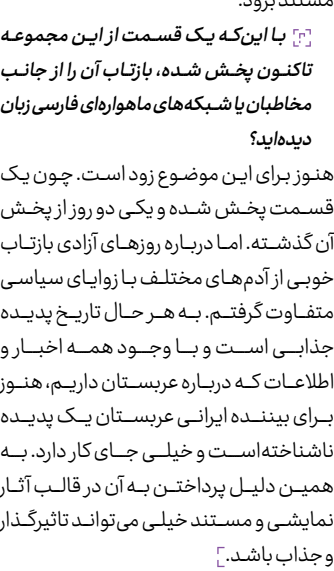 مستند برود.
با این‌که یک قسمت از این مجموعه
تاکنون پخش شده، بازتاب آن را از جانب
مخاطبان یا شبکه‌های ماهواره‌ای فارسی زبان
دیده‌اید؟
هنوز برای این موضوع زود است. چون یک
قسمت پخش شده و یکی دو روز از پخش
آن گذشته. اما درباره روزهای آزادی بازتاب
خوبی از آدم‌های مختلف با زوایای سیاسی
متفاوت گرفتم. به هر حال تاریخ پدیده
جذابی است و با وجود همه اخبار و
اطلاعات که درباره عربستان داریم، هنوز
برای بیننده ایرانی عربستان یک پدیده
ناشناخته‌است و خیلی جای کار دارد. به
همین دلیل پرداختن به آن در قالب آثار
نمایشی و مستند خیلی می‌تواند تاثیرگذار
و جذاب باشد.